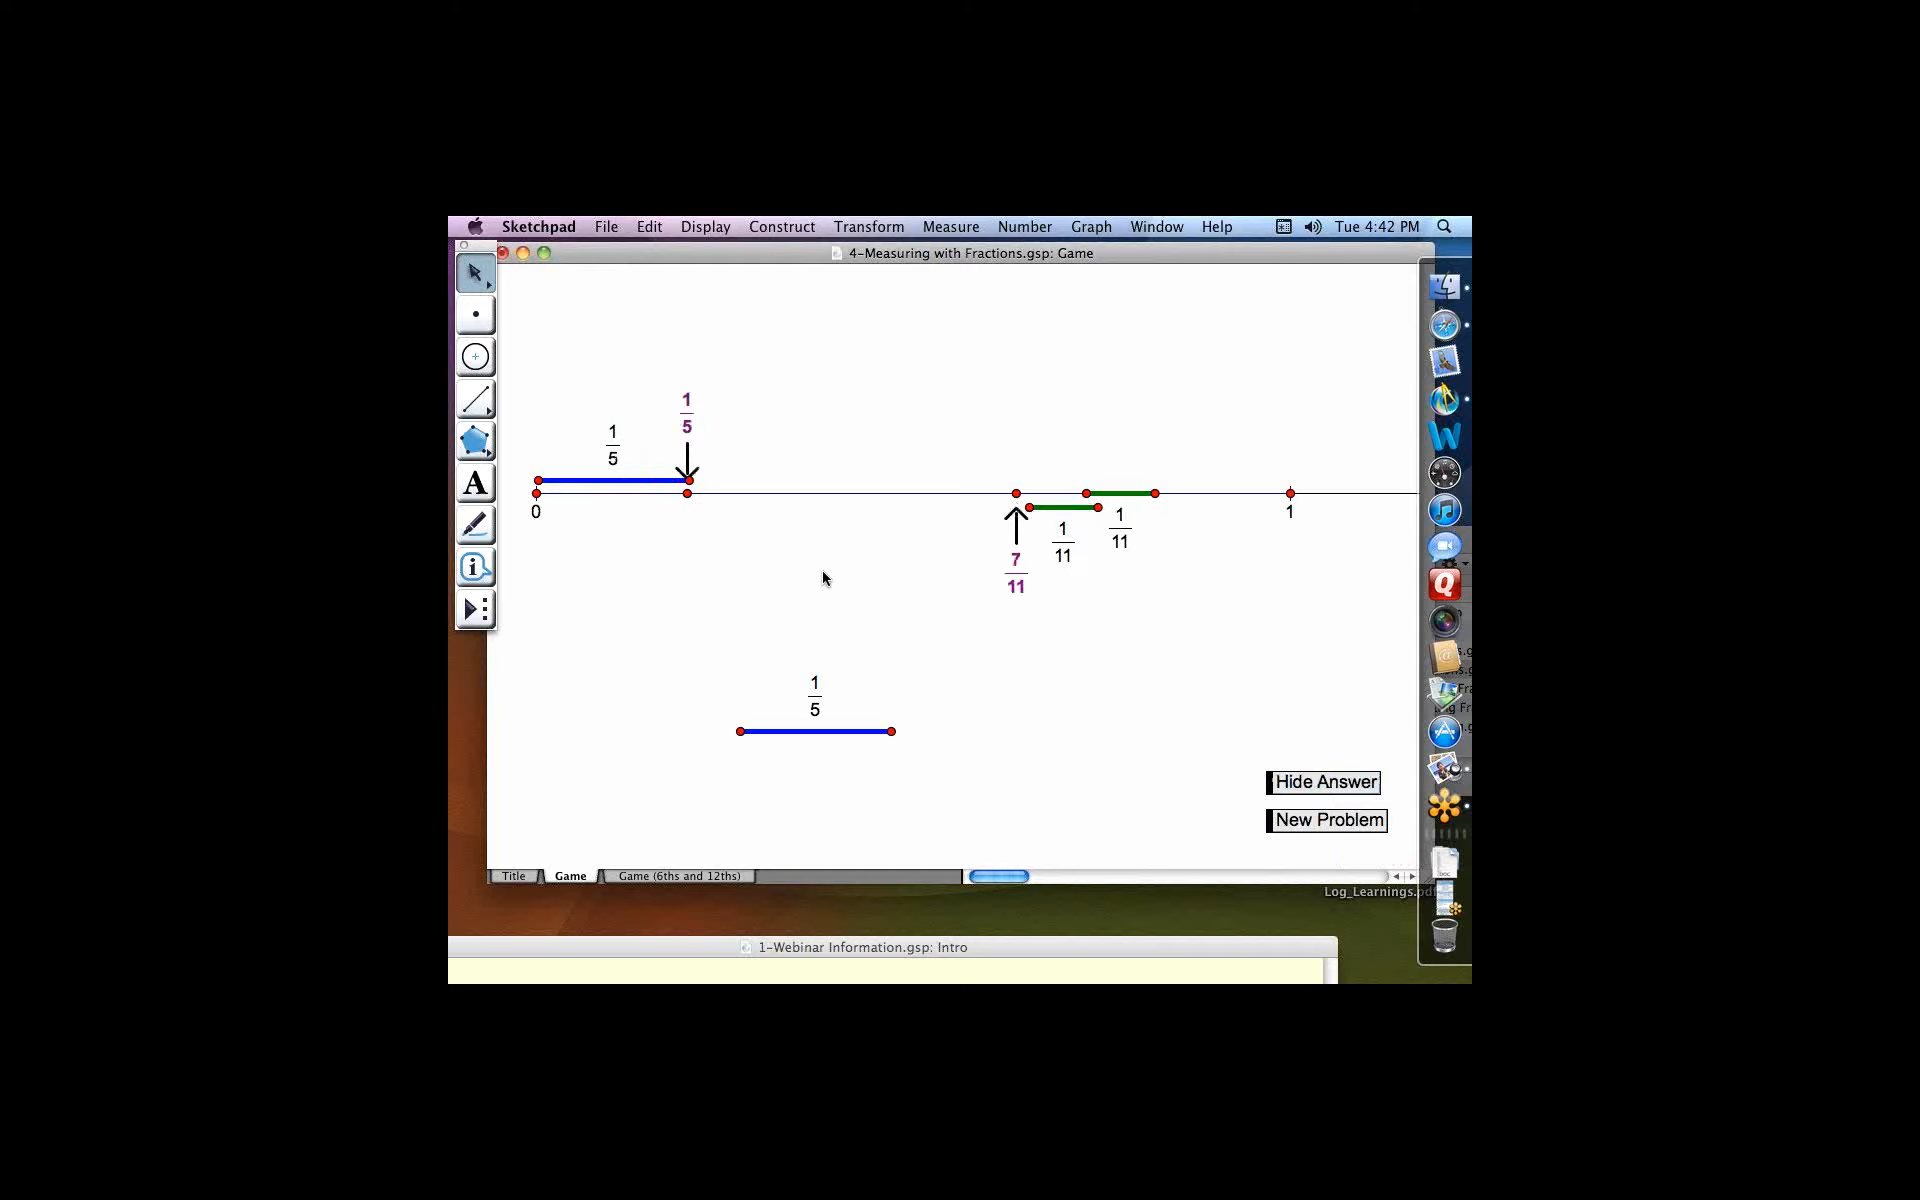 Sketchpad File Edit Display Construct Transform Measure Number Graph Window Help Tue 4:42 PM
4-Measuring with Fractions.gsp: Game
1
5
1
5
0
1
11
1
11
1
7
11
1
5
A
Hide Answer
New Problem
Title Game Game (6ths and 12ths)
Log_Learnings.pd
1-Webinar Information.gsp: Intro